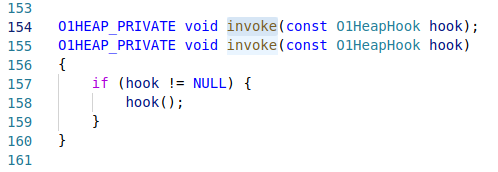 153
154 O1HEAP_PRIVATE void invoke(const O1HeapHook hook);
155 O1HEAP_PRIVATE void invoke(const O1HeapHook hook)
156 {
157     if (hook != NULL) {
158         hook();
159     }
160 }
161